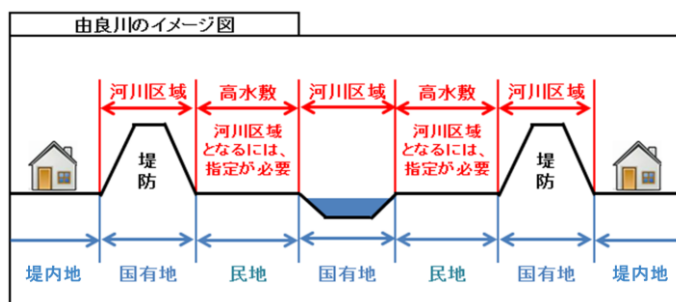 由良川のイメージ図
河川区域
高水敷
河川区域
高水敷
河川区域
河川区域
となるには、
指定が必要
河川区域
となるには、
指定が必要
堤
防
堤
防
堤内地
国有地
民地
国有地
民地
国有地
堤内地